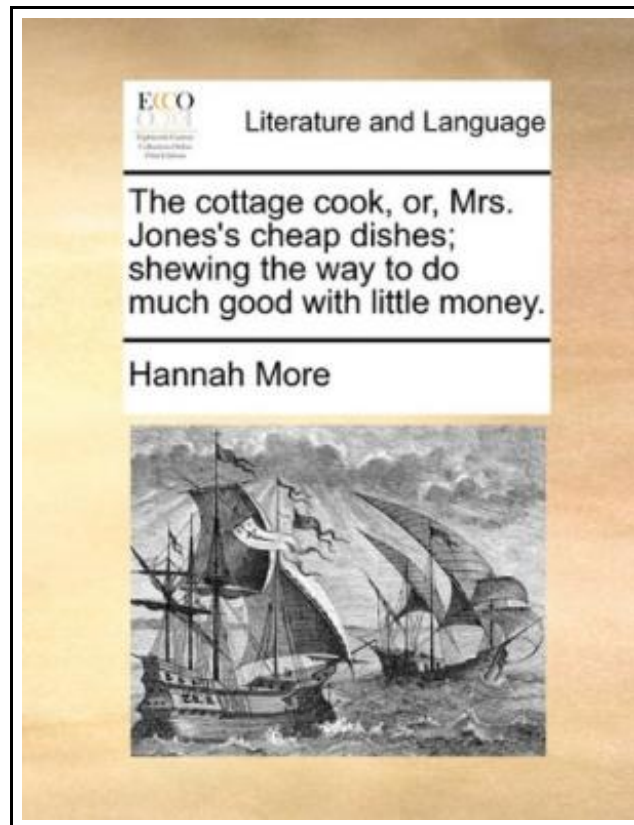 ECCO
Literature and Language
The cottage cook, or, Mrs.
Jones's cheap dishes;
shewing the way to do
much good with little money.
Hannah More